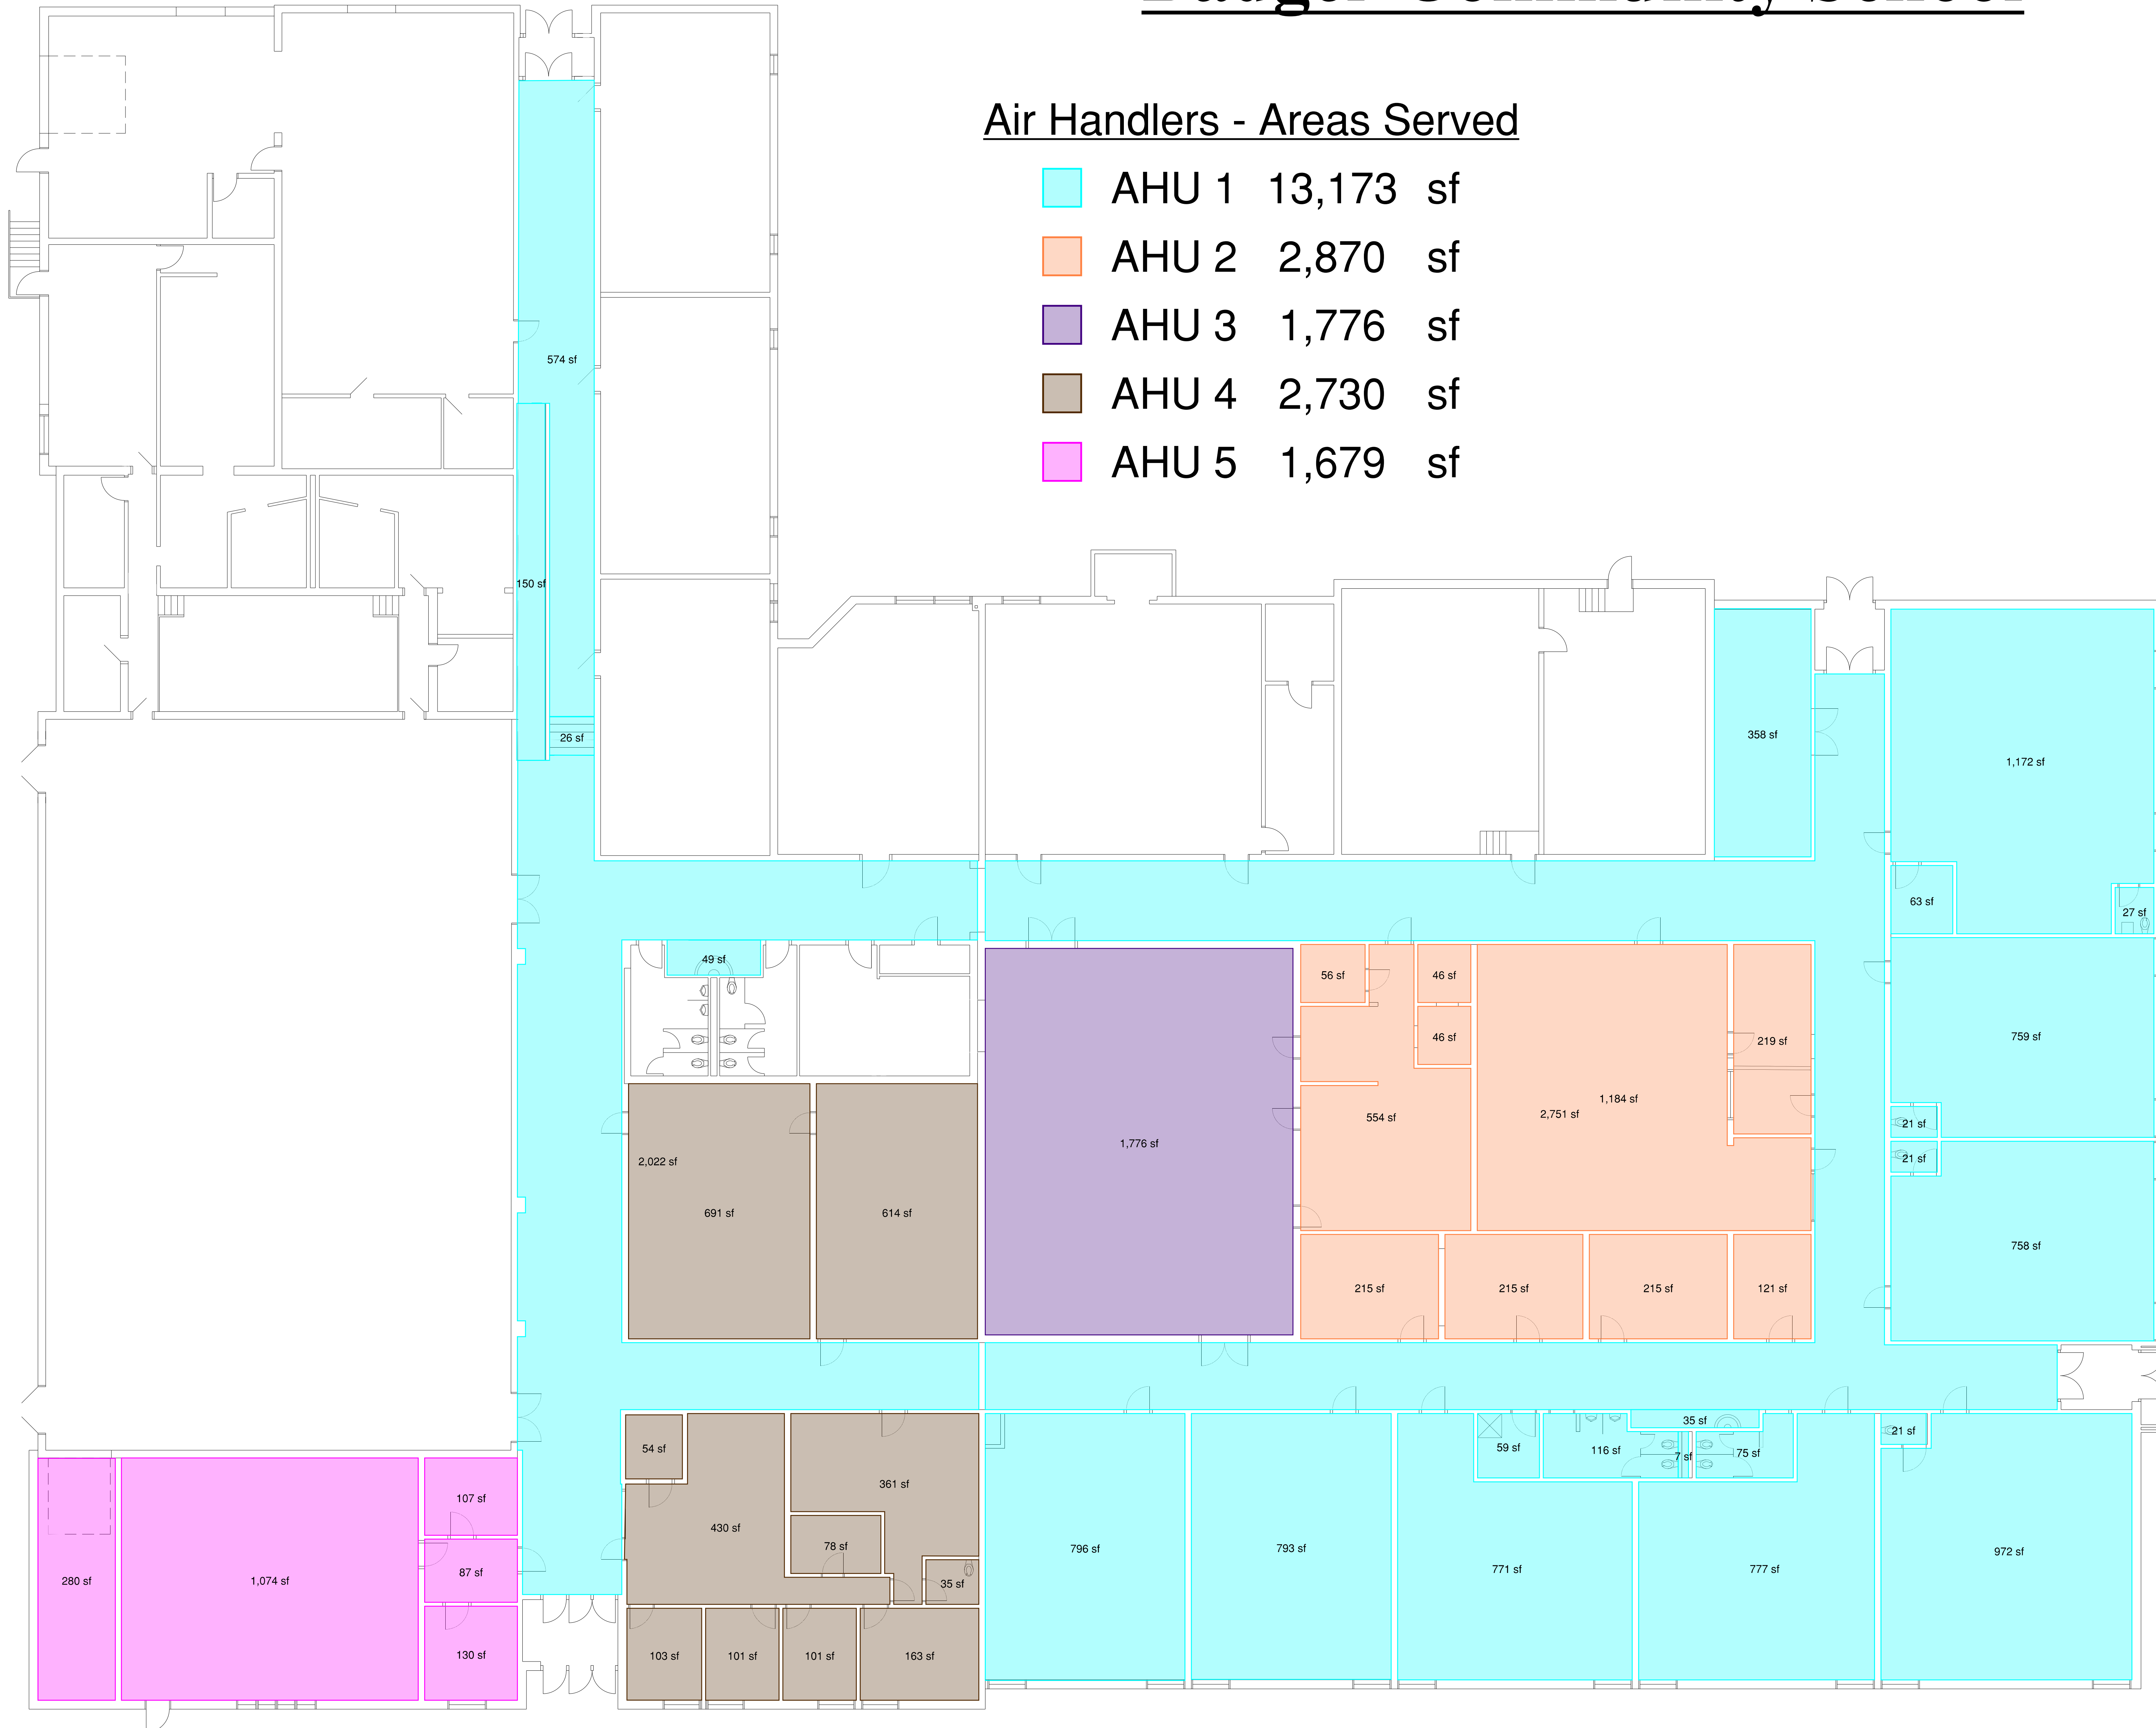 Badger Community School
Air Handlers - Areas Served
AHU 1 13,173 sf
AHU 2 2,870 sf
AHU 3 1,776 sf
AHU 4 2,730 sf
AHU 5 1,679 sf
574 sf
150 sf
26 sf
358 sf
1,172 sf
63 sf
27 sf
49 sf
56 sf
46 sf
46 sf
219 sf
759 sf
554 sf
2,751 sf
1,184 sf
1,776 sf
21 sf
21 sf
2,022 sf
691 sf
614 sf
758 sf
215 sf
215 sf
215 sf
121 sf
54 sf
361 sf
430 sf
78 sf
35 sf
103 sf
101 sf
101 sf
163 sf
107 sf
87 sf
130 sf
280 sf
1,074 sf
796 sf
793 sf
59 sf
116 sf
35 sf
7 sf
75 sf
21 sf
771 sf
777 sf
972 sf